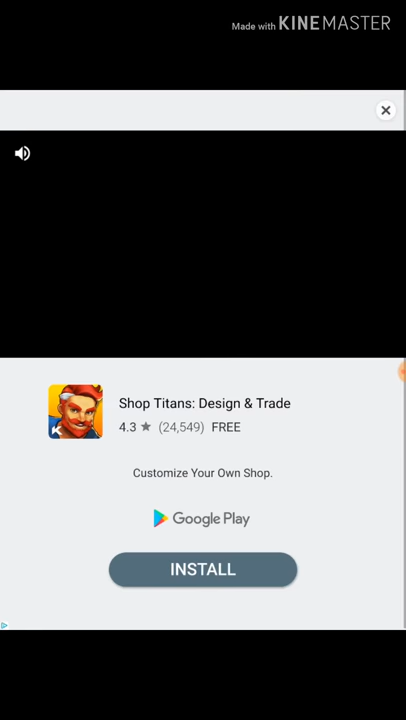 Made with KINEMASTER
Shop Titans: Design & Trade
4.3 ★ (24,549) FREE
Customize Your Own Shop.
Google Play
INSTALL